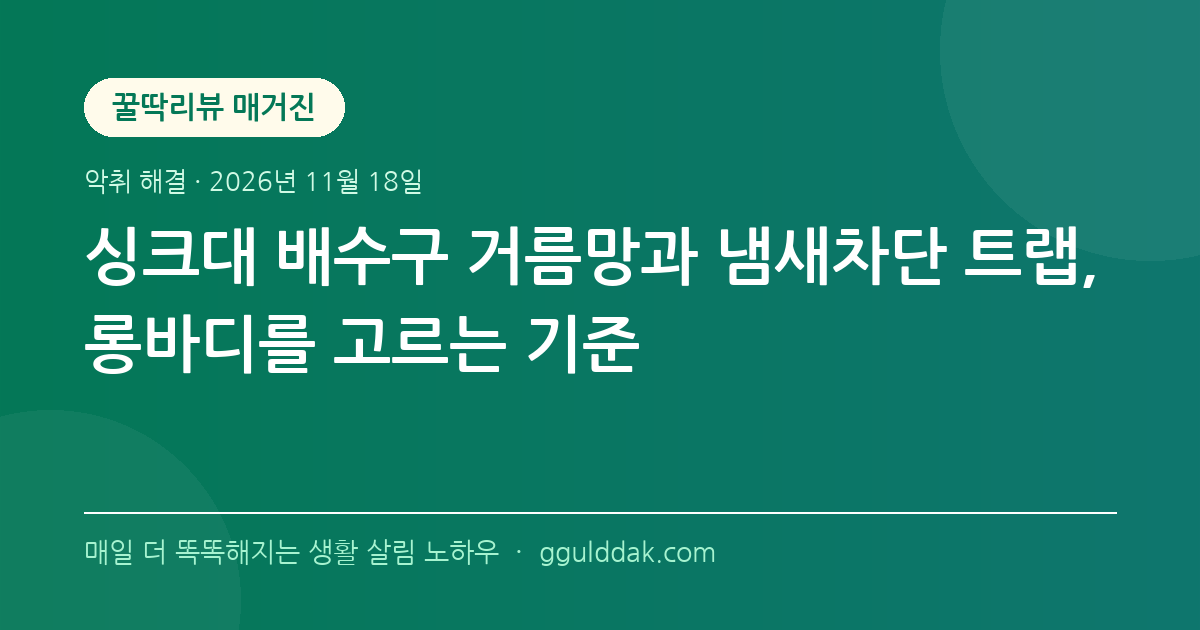 꿀딱리뷰 매거진
악취 해결 · 2026년 11월 18일
싱크대 배수구 거름망과 냄새차단 트랩,
롱바디를 고르는 기준
매일 더 똑똑해지는 생활 살림 노하우 · ggulddak.com